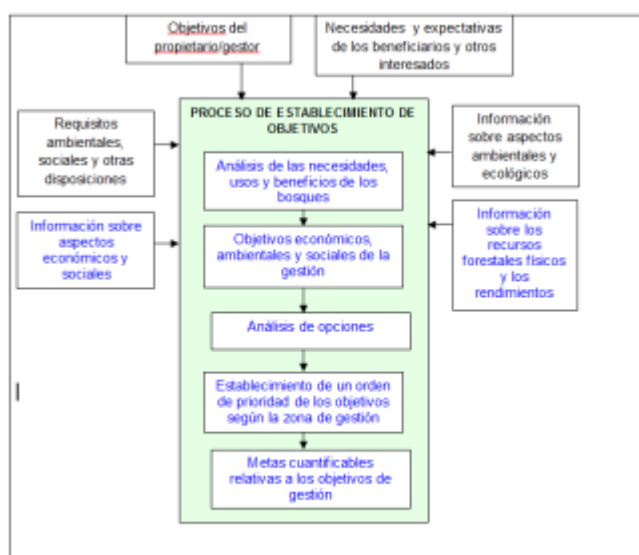 Objetivos del
propietario/gestor
Necesidades y expectativas
de los beneficiarios y otros
interesados
PROCESO DE ESTABLECIMIENTO DE
OBJETIVOS
Requisitos
ambientales,
sociales y otras
disposiciones
Información
sobre aspectos
ambientales y
ecológicos
Análisis de las necesidades,
usos y beneficios de los
bosques
Información sobre
aspectos
económicos y
sociales
Información
sobre los
recursos
forestales físicos
y los
rendimientos
Objetivos económicos,
ambientales y sociales de la
gestión
Análisis de opciones
Establecimiento de un orden
de prioridad de los objetivos
según la zona de gestión
Metas cuantificables
relativas a los objetivos de
gestión